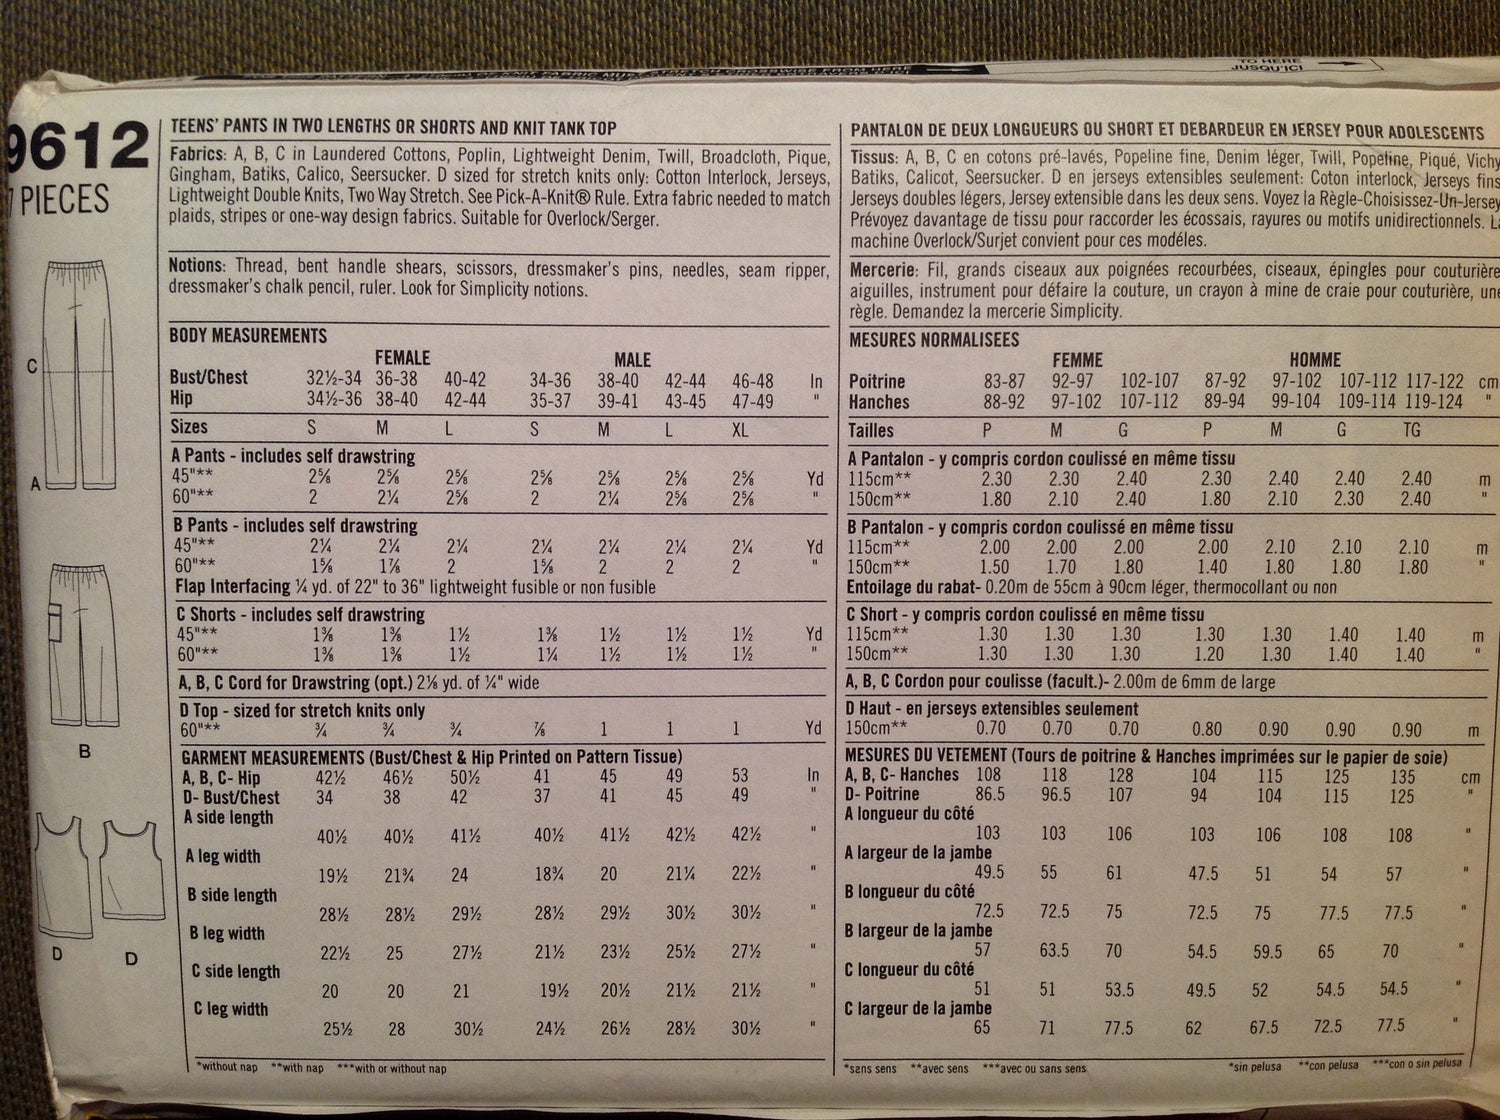 TO HERE
JUSQU'ICI
9612
7 PIECES
C
A
B
D
D
TEENS' PANTS IN TWO LENGTHS OR SHORTS AND KNIT TANK TOP
Fabrics: A, B, C in Laundered Cottons, Poplin, Lightweight Denim, Twill, Broadcloth, Pique,
Gingham, Batiks, Calico, Seersucker. D sized for stretch knits only: Cotton Interlock, Jerseys,
Lightweight Double Knits, Two Way Stretch. See Pick-A-Knit® Rule. Extra fabric needed to match
plaids, stripes or one-way design fabrics. Suitable for Overlock/Serger.
Notions: Thread, bent handle shears, scissors, dressmaker's pins, needles, seam ripper,
dressmaker's chalk pencil, ruler. Look for Simplicity notions.
BODY MEASUREMENTS
FEMALE MALE
Bust/Chest 32½-34 36-38 40-42 34-36 38-40 42-44 46-48 In
Hip 34½-36 38-40 42-44 35-37 39-41 43-45 47-49 "
Sizes S M L S M L XL
A Pants - includes self drawstring
45"** 2⅝ 2⅝ 2⅝ 2⅝ 2⅝ 2⅝ 2⅝ Yd
60"** 2 2¼ 2⅝ 2 2¼ 2⅝ 2⅝ "
B Pants - includes self drawstring
45"** 2¼ 2¼ 2¼ 2¼ 2¼ 2¼ 2¼ Yd
60"** 1⅝ 1⅞ 2 1⅝ 2 2 2 "
Flap Interfacing ¼ yd. of 22" to 36" lightweight fusible or non fusible
C Shorts - includes self drawstring
45"** 1⅜ 1⅜ 1½ 1⅜ 1½ 1½ 1½ Yd
60"** 1⅜ 1⅜ 1½ 1¼ 1½ 1½ 1½ "
A, B, C Cord for Drawstring (opt.) 2⅛ yd. of ¼" wide
D Top - sized for stretch knits only
60"** ¾ ¾ ¾ ⅞ 1 1 1 Yd
GARMENT MEASUREMENTS (Bust/Chest & Hip Printed on Pattern Tissue)
A, B, C- Hip 42½ 46½ 50½ 41 45 49 53 In
D- Bust/Chest 34 38 42 37 41 45 49 "
A side length
40½ 40½ 41½ 40½ 41½ 42½ 42½ "
A leg width
19½ 21¾ 24 18¾ 20 21¼ 22½ "
B side length
28½ 28½ 29½ 28½ 29½ 30½ 30½ "
B leg width
22½ 25 27½ 21½ 23½ 25½ 27½ "
C side length
20 20 21 19½ 20½ 21½ 21½ "
C leg width
25½ 28 30½ 24½ 26½ 28½ 30½ "
*without nap **with nap ***with or without nap
PANTALON DE DEUX LONGUEURS OU SHORT ET DEBARDEUR EN JERSEY POUR ADOLESCENTS
Tissus: A, B, C en cotons pré-lavés, Popeline fine, Denim léger, Twill, Popeline, Piqué, Vichy
Batiks, Calicot, Seersucker. D en jerseys extensibles seulement: Coton interlock, Jerseys fins
Jerseys doubles légers, Jersey extensible dans les deux sens. Voyez la Règle-Choisissez-Un-Jersey
Prévoyez davantage de tissu pour raccorder les écossais, rayures ou motifs unidirectionnels. La
machine Overlock/Surjet convient pour ces modéles.
Mercerie: Fil, grands ciseaux aux poignées recourbées, ciseaux, épingles pour couturière
aiguilles, instrument pour défaire la couture, un crayon à mine de craie pour couturière, une
règle. Demandez la mercerie Simplicity.
MESURES NORMALISEES
FEMME HOMME
Poitrine 83-87 92-97 102-107 87-92 97-102 107-112 117-122 cm
Hanches 88-92 97-102 107-112 89-94 99-104 109-114 119-124 "
Tailles P M G P M G TG
A Pantalon - y compris cordon coulissé en même tissu
115cm** 2.30 2.30 2.40 2.30 2.40 2.40 2.40 m
150cm** 1.80 2.10 2.40 1.80 2.10 2.30 2.40 "
B Pantalon - y compris cordon coulissé en même tissu
115cm** 2.00 2.00 2.00 2.00 2.10 2.10 2.10 m
150cm** 1.50 1.70 1.80 1.40 1.80 1.80 1.80 "
Entoilage du rabat- 0.20m de 55cm à 90cm léger, thermocollant ou non
C Short - y compris cordon coulissé en même tissu
115cm** 1.30 1.30 1.30 1.30 1.30 1.40 1.40 m
150cm** 1.30 1.30 1.30 1.20 1.30 1.40 1.40 "
A, B, C Cordon pour coulisse (facult.)- 2.00m de 6mm de large
D Haut - en jerseys extensibles seulement
150cm** 0.70 0.70 0.70 0.80 0.90 0.90 0.90 m
MESURES DU VETEMENT (Tours de poitrine & Hanches imprimées sur le papier de soie)
A, B, C- Hanches 108 118 128 104 115 125 135 cm
D- Poitrine 86.5 96.5 107 94 104 115 125 "
A longueur du côté
103 103 106 103 106 108 108 "
A largeur de la jambe
49.5 55 61 47.5 51 54 57 "
B longueur du côté
72.5 72.5 75 72.5 75 77.5 77.5 "
B largeur de la jambe
57 63.5 70 54.5 59.5 65 70 "
C longueur du côté
51 51 53.5 49.5 52 54.5 54.5 "
C largeur de la jambe
65 71 77.5 62 67.5 72.5 77.5 "
*sans sens **avec sens ***avec ou sans sens *sin pelusa **con pelusa ***con o sin pelusa